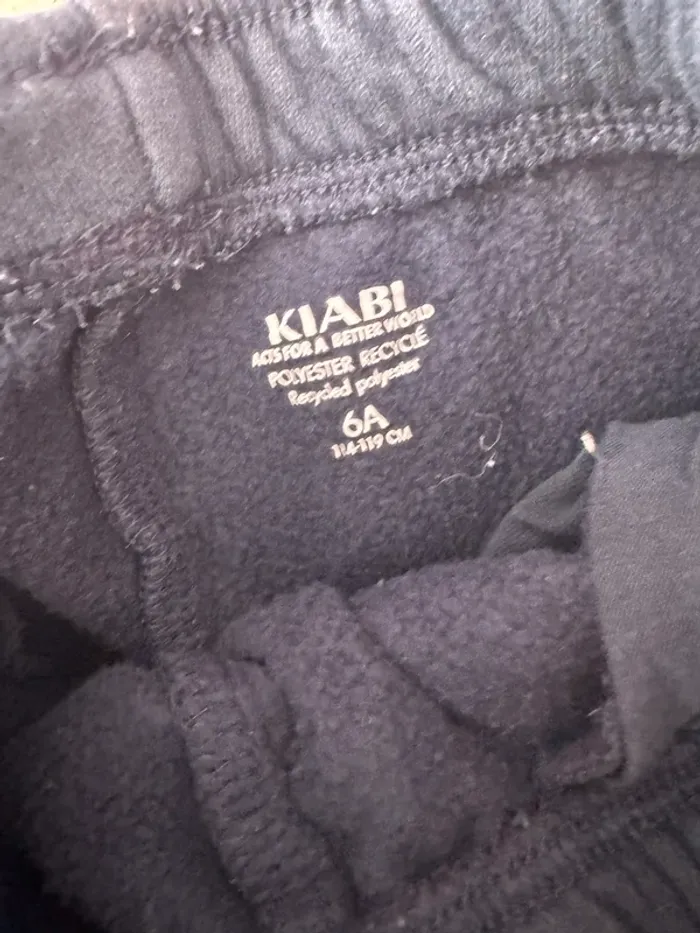 KIABI
ACTS FOR A BETTER WORLD
POLYESTER RECYCLÉ
Recycled polyester
6A
114-119 CM